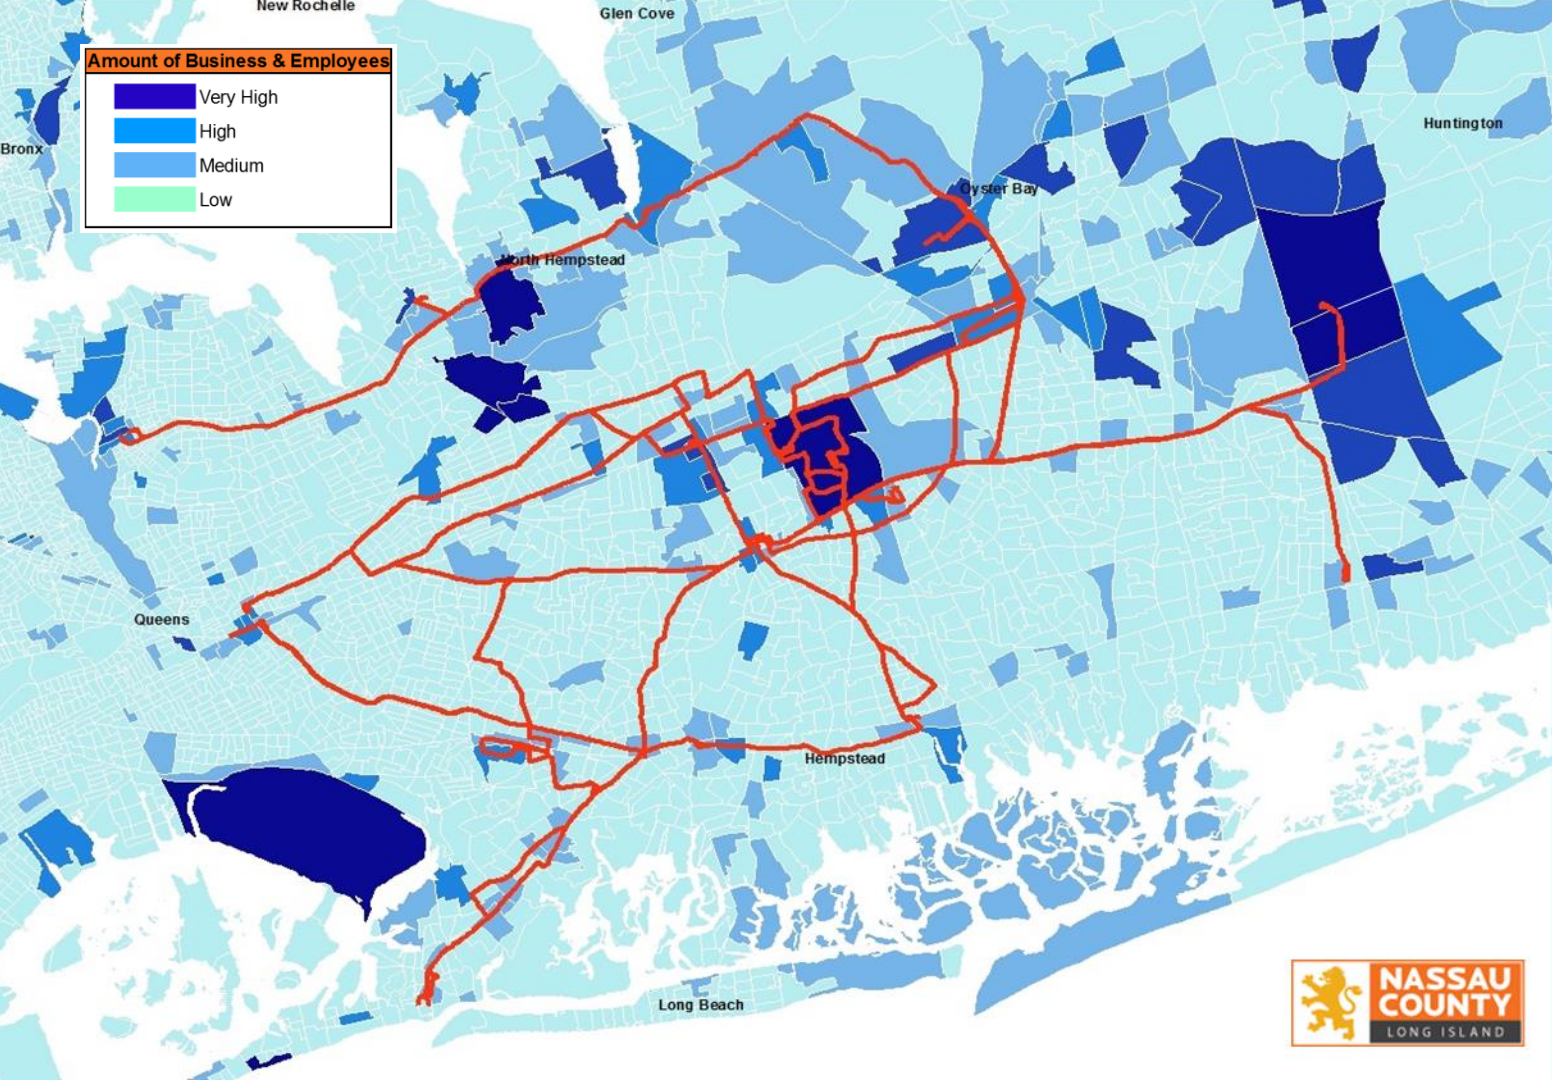 New Rochelle
Glen Cove
Amount of Business & Employees
Very High
High
Medium
Low
Bronx
Huntington
Oyster Bay
North Hempstead
Queens
Hempstead
Long Beach
NASSAU
COUNTY
LONG ISLAND